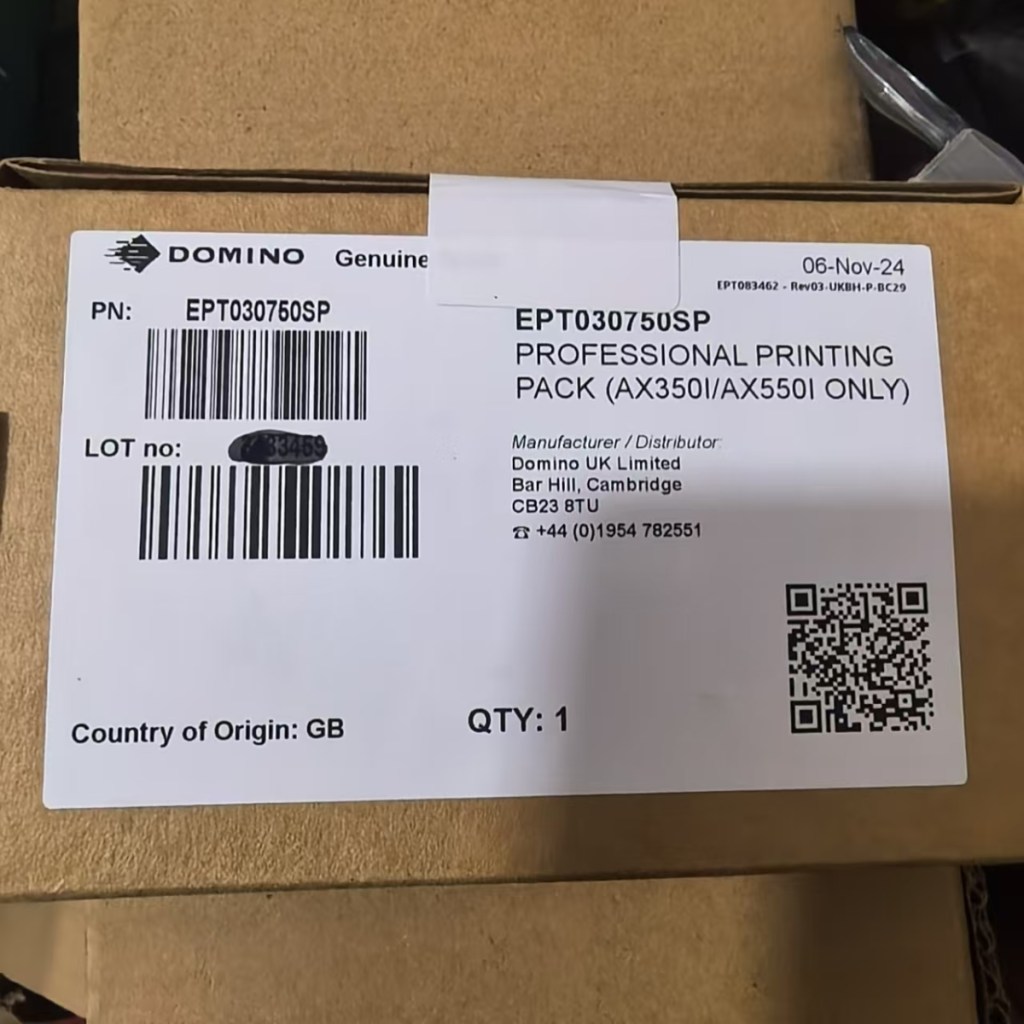 DOMINO Genuine
06-Nov-24
EPT083462 - Rev03-UKBH-P-BC29
PN: EPT030750SP
EPT030750SP
PROFESSIONAL PRINTING
PACK (AX350I/AX550I ONLY)
LOT no:
Manufacturer / Distributor:
Domino UK Limited
Bar Hill, Cambridge
CB23 8TU
☎ +44 (0)1954 782551
Country of Origin: GB
QTY: 1